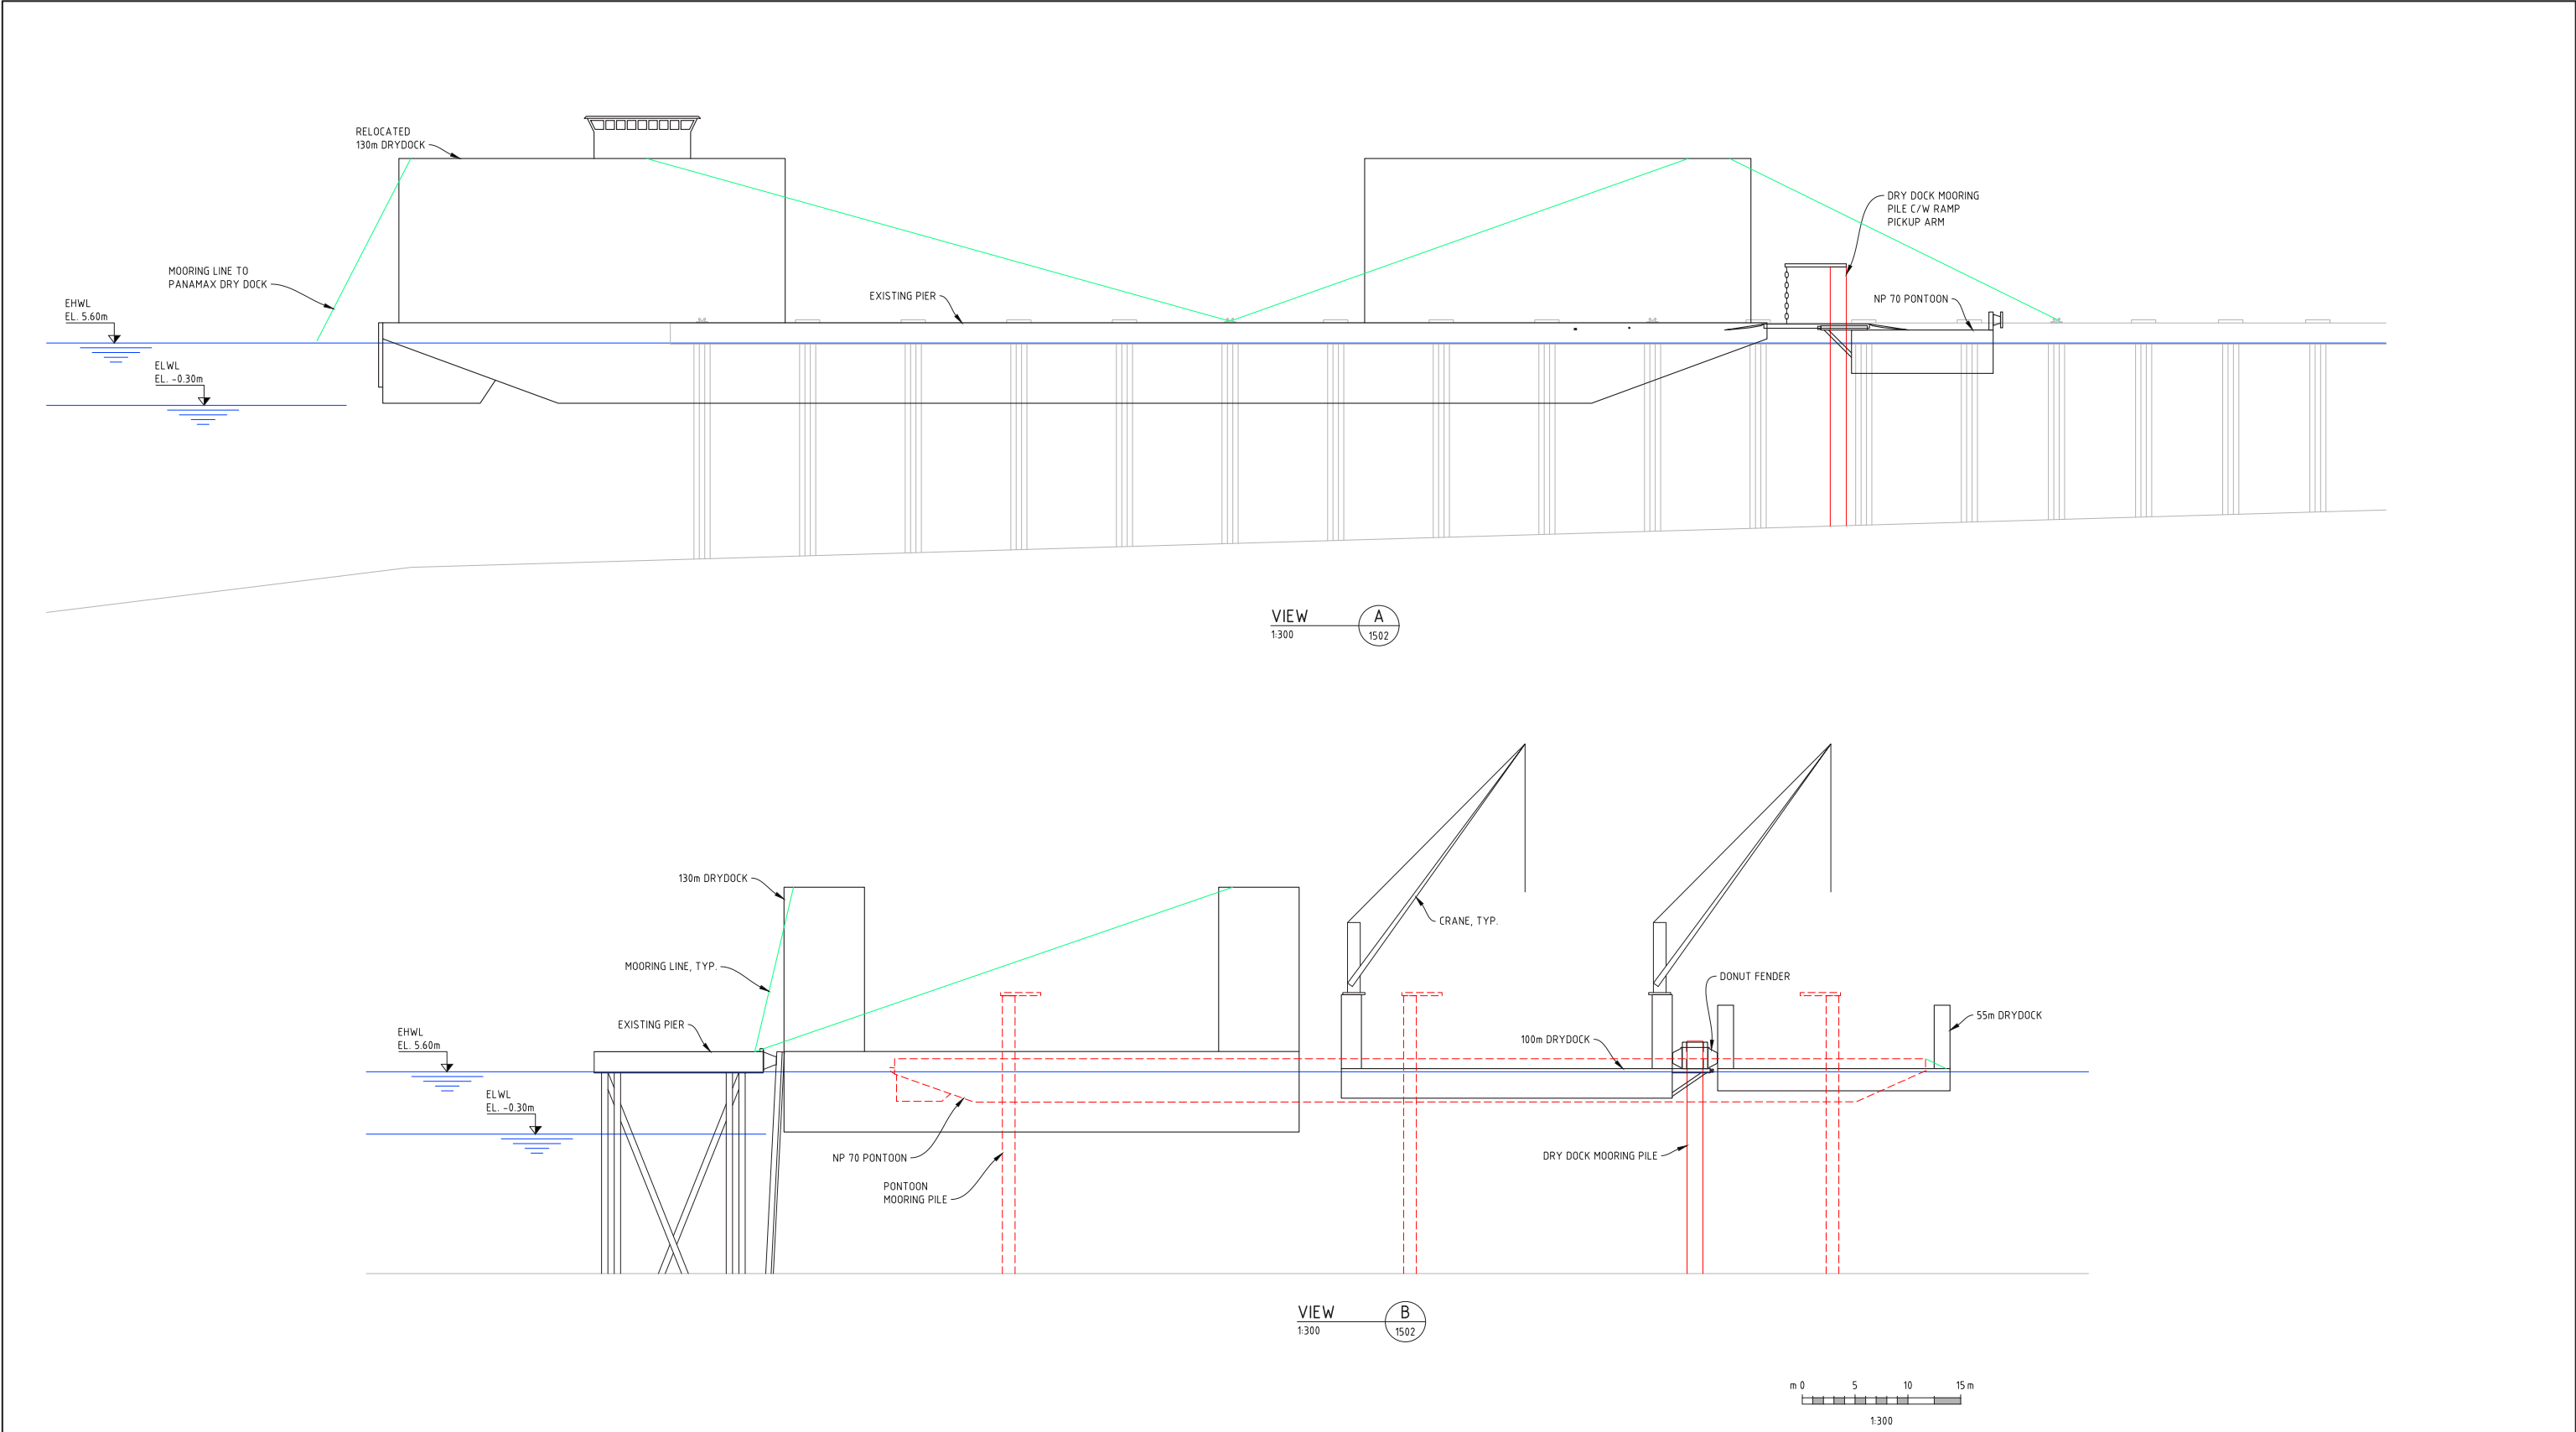 RELOCATED
130m DRYDOCK
DRY DOCK MOORING
PILE C/W RAMP
PICKUP ARM
MOORING LINE TO
PANAMAX DRY DOCK
EXISTING PIER
NP 70 PONTOON
EHWL
EL. 5.60m
ELWL
EL. -0.30m
VIEW
1:300
A
1502
130m DRYDOCK
CRANE, TYP.
MOORING LINE, TYP.
DONUT FENDER
EXISTING PIER
55m DRYDOCK
EHWL
EL. 5.60m
100m DRYDOCK
ELWL
EL. -0.30m
NP 70 PONTOON
DRY DOCK MOORING PILE
PONTOON
MOORING PILE
VIEW
1:300
B
1502
m 0 5 10 15 m
1:300